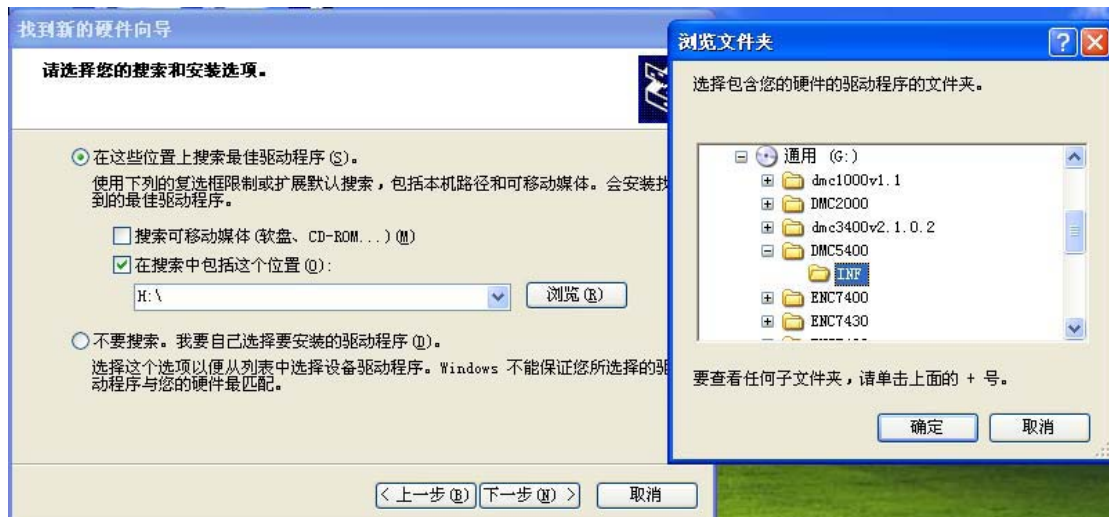 找到新的硬件向导
请选择您的搜索和安装选项。
在这些位置上搜索最佳驱动程序(S)。
使用下列的复选框限制或扩展默认搜索，包括本机路径和可移动媒体。会安装找
到的最佳驱动程序。
搜索可移动媒体(软盘、CD-ROM...)(M)
在搜索中包括这个位置(O):
H:\
浏览(R)
不要搜索。我要自己选择要安装的驱动程序(D)。
选择这个选项以便从列表中选择设备驱动程序。Windows 不能保证您所选择的驱
动程序与您的硬件最匹配。
< 上一步(B)
下一步(N) >
取消
浏览文件夹
选择包含您的硬件的驱动程序的文件夹。
通用 (G:)
dmc1000v1.1
DMC2000
dmc3400v2.1.0.2
DMC5400
INF
ENC7400
ENC7430
要查看任何子文件夹，请单击上面的 + 号。
确定
取消